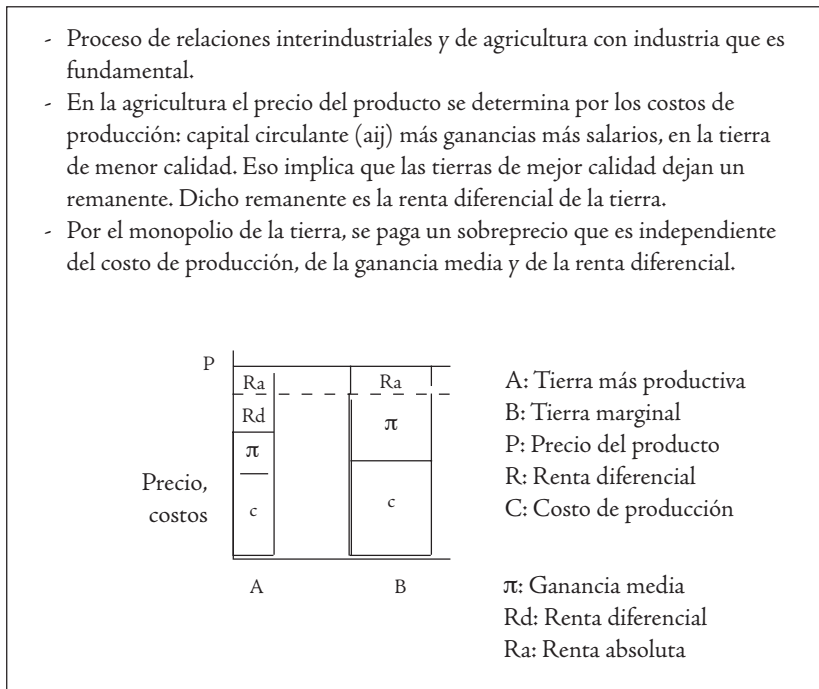 - Proceso de relaciones interindustriales y de agricultura con industria que es
fundamental.
- En la agricultura el precio del producto se determina por los costos de
producción: capital circulante (aij) más ganancias más salarios, en la tierra
de menor calidad. Eso implica que las tierras de mejor calidad dejan un
remanente. Dicho remanente es la renta diferencial de la tierra.
- Por el monopolio de la tierra, se paga un sobreprecio que es independiente
del costo de producción, de la ganancia media y de la renta diferencial.
P
Ra
Ra
Rd
π
π
Precio,
costos
c
c
A
B
A: Tierra más productiva
B: Tierra marginal
P: Precio del producto
R: Renta diferencial
C: Costo de producción
π: Ganancia media
Rd: Renta diferencial
Ra: Renta absoluta